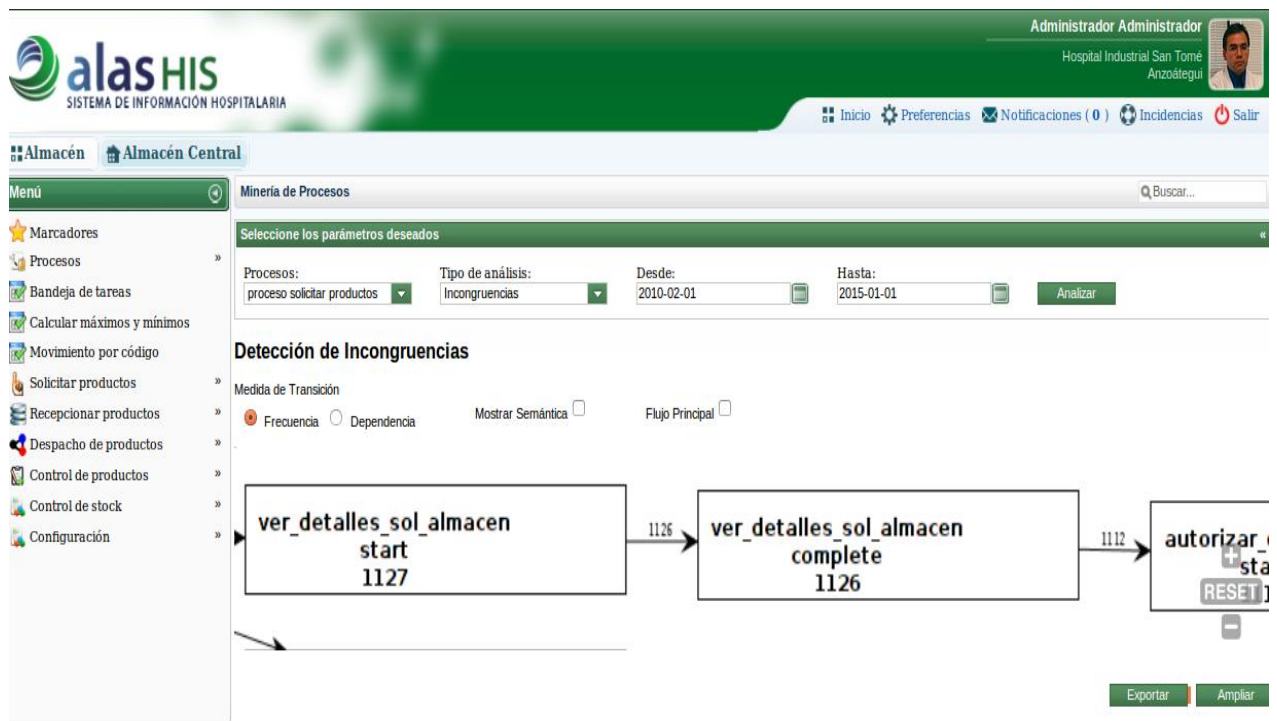 Administrador Administrador
Hospital Industrial San Tomé
Anzoátegui
alas HIS
SISTEMA DE INFORMACIÓN HOSPITALARIA
Inicio Preferencias Notificaciones ( 0 ) Incidencias Salir
Almacén Almacén Central
Menú
Minería de Procesos
Buscar...
Marcadores
Procesos
Bandeja de tareas
Calcular máximos y mínimos
Movimiento por código
Solicitar productos
Recepcionar productos
Despacho de productos
Control de productos
Control de stock
Configuración
Seleccione los parámetros deseados
Procesos: Tipo de análisis: Desde: Hasta:
proceso solicitar productos Incongruencias 2010-02-01 2015-01-01 Analizar
Detección de Incongruencias
Medida de Transición
Frecuencia Dependencia Mostrar Semántica Flujo Principal
ver_detalles_sol_almacen
start
1127
1126
ver_detalles_sol_almacen
complete
1126
1112
autorizar_
sta
RESET
Exportar Ampliar